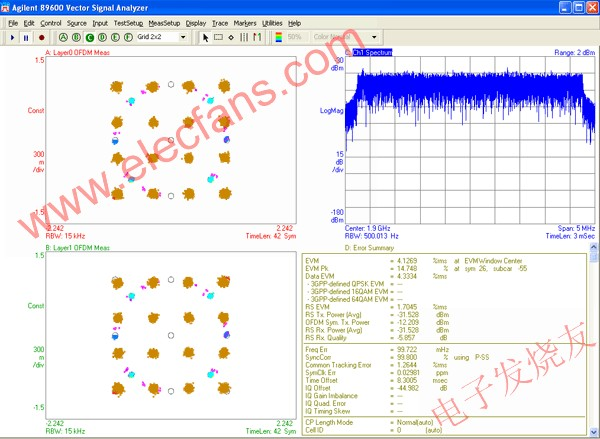 Agilent 89600 Vector Signal Analyzer
File Edit Control Source Input TestSetup MeasSetup Display Trace Markers Utilities Help
A B C D E F Grid 2x2 50% Color Normal
A: Layer0 OFDM Meas
1.5
Const
300
m
/div
-1.5
-2.242 2.242
RBW: 15 kHz TimeLen: 42 Sym
B: Layer1 OFDM Meas
1.5
Const
300
m
/div
-1.5
-2.242 2.242
RBW: 15 kHz TimeLen: 42 Sym
C: Ch1 Spectrum Range: 2 dBm
dBm
LogMag
15
dB
/div
-180
dBm
Center: 1.9 GHz Span: 5 MHz
RBW: 500.013 Hz TimeLen: 3 mSec
D: Error Summary
EVM = 4.1269 %rms at EVM Window Center
EVM Pk = 14.748 % at sym 26, subcar -55
Data EVM = 4.3334 %rms
- 3GPP-defined QPSK EVM = ---
- 3GPP-defined 16QAM EVM = ---
- 3GPP-defined 64QAM EVM = ---
RS EVM = 1.7045 %rms
RS Tx. Power (Avg) = -31.528 dBm
OFDM Sym. Tx. Power = -12.209 dBm
RS Rx. Power (Avg) = -31.528 dBm
RS Rx. Quality = -5.857 dB
Freq Err = 99.722 mHz
SyncCorr = 99.800 % using P-SS
Common Tracking Error = 1.2644 %rms
SymClk Err = 0.02981 ppm
Time Offset = 8.3005 msec
IQ Offset = -44.982 dB
IQ Gain Imbalance = ---
IQ Quad. Error = ---
IQ Timing Skew = ---
CP Length Mode = Normal(auto)
Cell ID = 0 (auto)
www.elecfans.com
电子发烧友